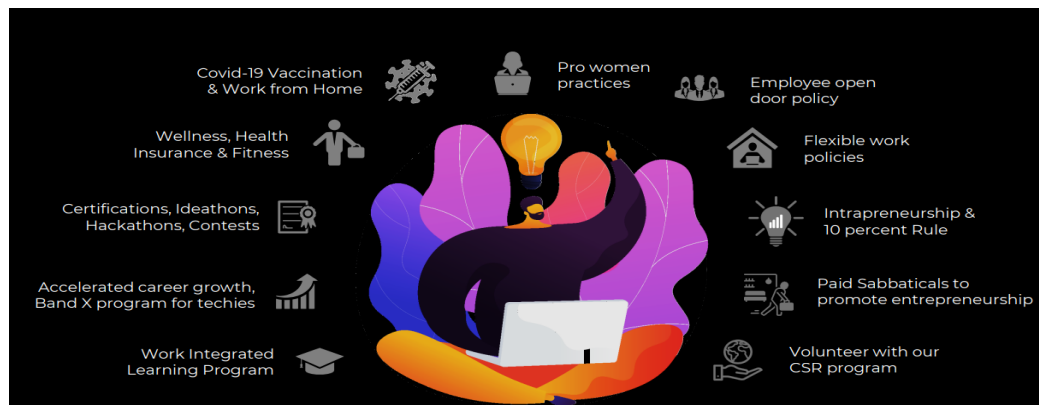 Covid-19 Vaccination
& Work from Home
Pro women
practices
Employee open
door policy
Wellness, Health
Insurance & Fitness
Flexible work
policies
Certifications, Ideathons,
Hackathons, Contests
Intrapreneurship &
10 percent Rule
Accelerated career growth,
Band X program for techies
Paid Sabbaticals to
promote entrepreneurship
Work Integrated
Learning Program
Volunteer with our
CSR program